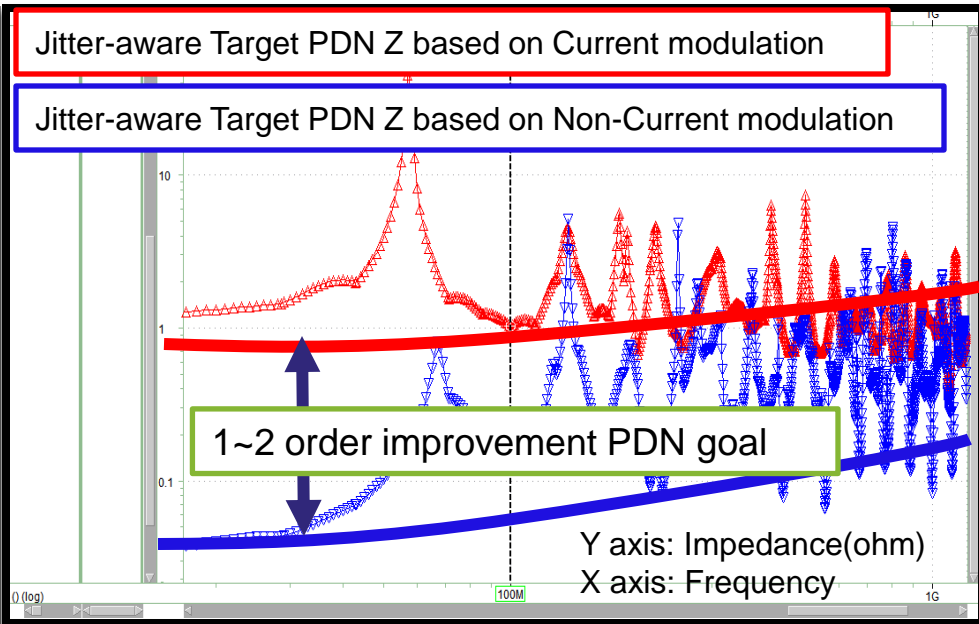 1G
Jitter-aware Target PDN Z based on Current modulation
Jitter-aware Target PDN Z based on Non-Current modulation
10
1
1~2 order improvement PDN goal
0.1
Y axis: Impedance(ohm)
X axis: Frequency
() (log)
100M
1G